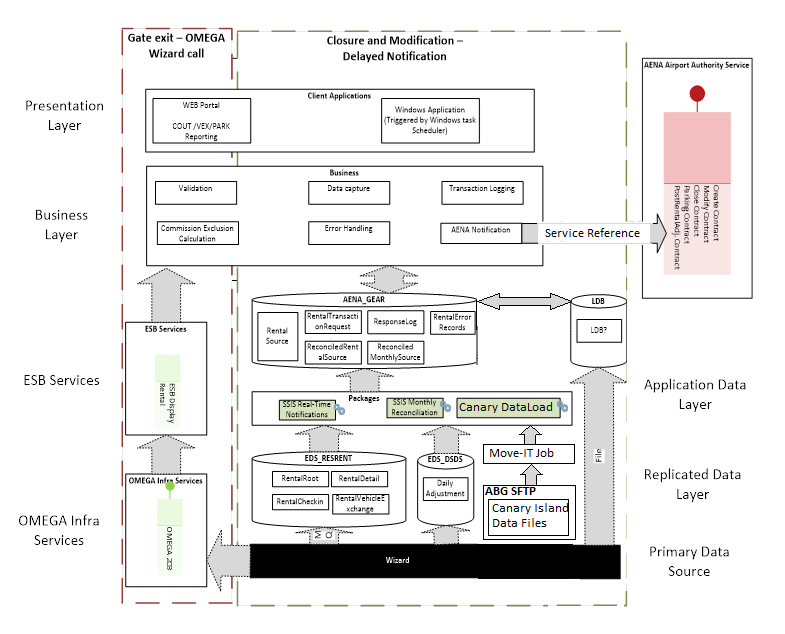 Gate exit – OMEGA
Wizard call
Closure and Modification –
Delayed Notification
AENA Airport Authority Service
Presentation
Layer
Client Applications
WEB Portal
COUT /VEX/PARK
Reporting
Windows Application
(Triggered by Windows task
Scheduler)
Create Contract
Modify Contract
Close Contract
Parking Contract
PostRentalAdj. Contract
Business
Layer
Business
Validation
Data capture
Transaction Logging
Commission Exclusion
Calculation
Error Handling
AENA Notification
Service Reference
AENA_GEAR
Rental
Source
RentalTransacti
onRequest
ResponseLog
RentalError
Records
ReconciledRent
alSource
Reconciled
MonthlySource
LDB
LDB?
ESB Services
ESB Services
ESB Display
Rental
Application Data
Layer
Packages
SSIS Real-Time
Notifications
SSIS Monthly
Reconciliation
Canary DataLoad
Move-IT Job
File
EDS_RESRENT
RentalRoot
RentalDetail
RentalCheckin
RentalVehicleE
xchange
EDS_DSDS
Daily
Adjustment
ABG SFTP
Canary Island
Data Files
Replicated Data
Layer
OMEGA Infra
Services
OMEGA Infra Services
OMEGA 203
MQ
Wizard
Primary Data
Source